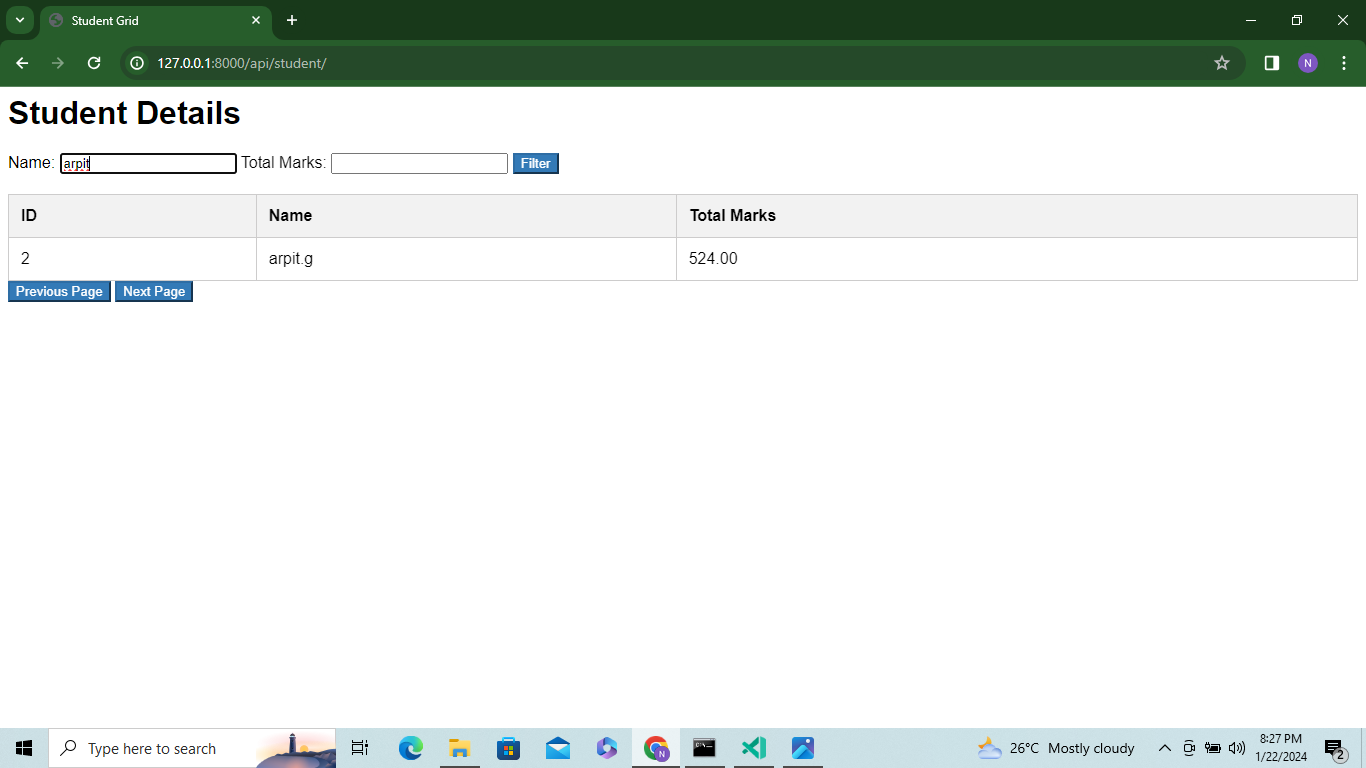 Student Grid
127.0.0.1:8000/api/student/
N
Student Details
Name: arpit Total Marks: Filter
ID Name Total Marks
2 arpit.g 524.00
Previous Page Next Page
Type here to search
N
26°C Mostly cloudy
8:27 PM
1/22/2024
2